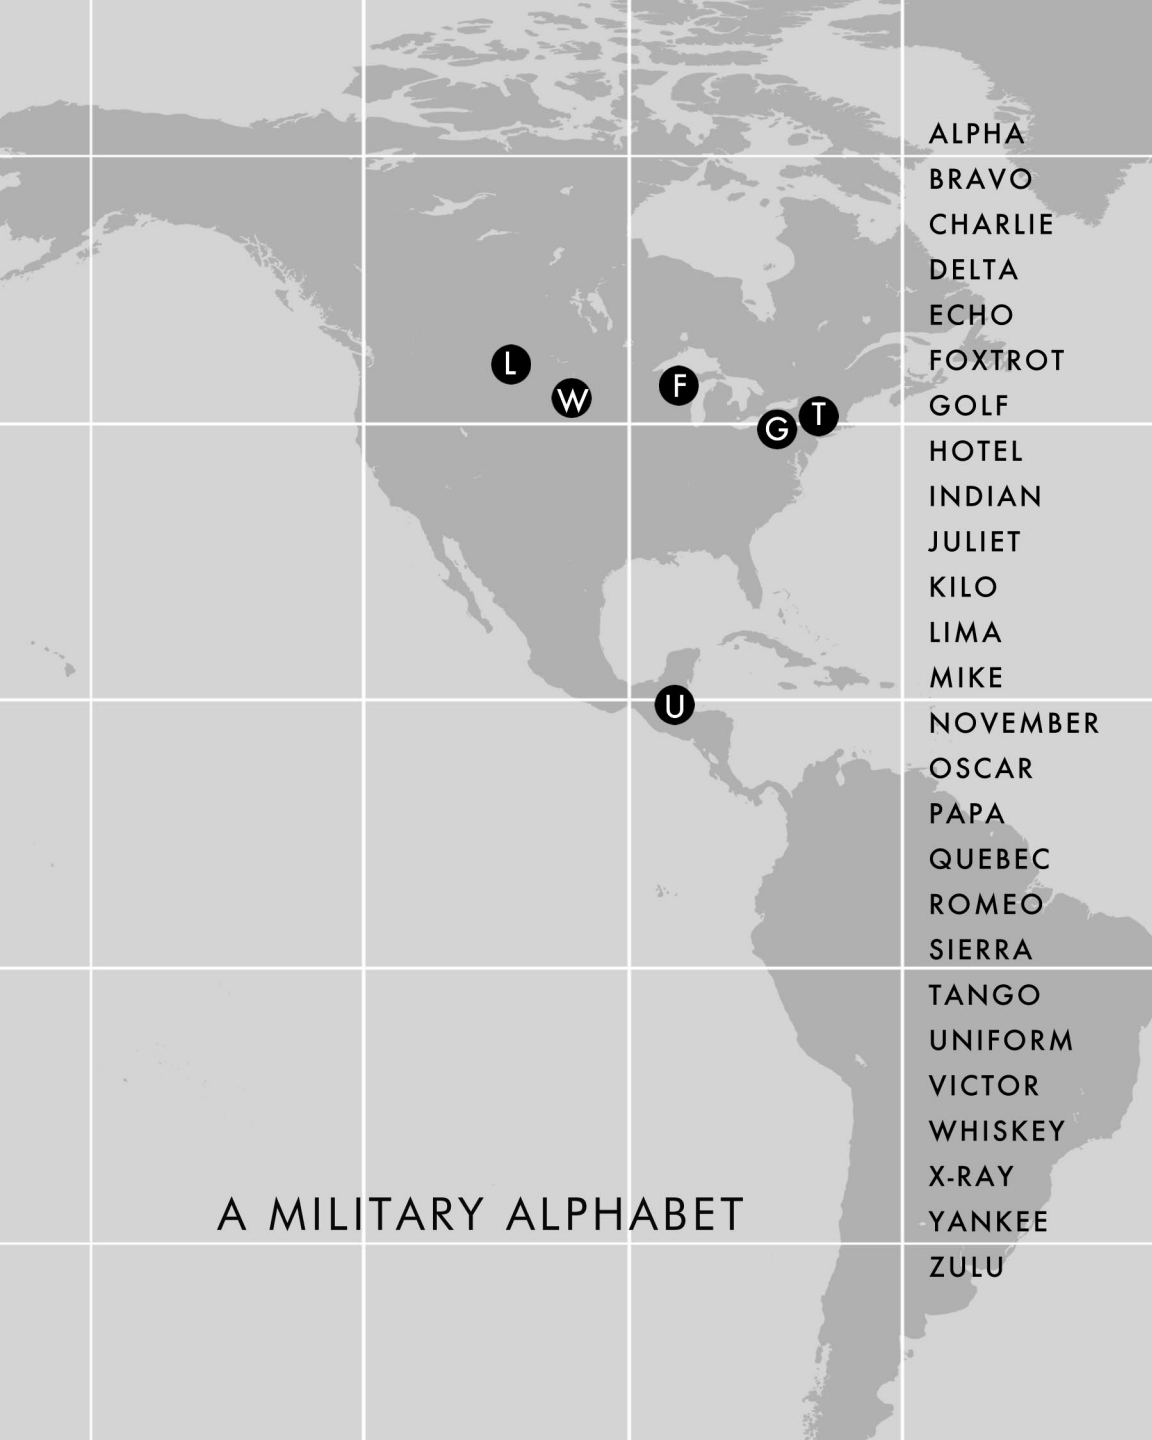 ALPHA
BRAVO
CHARLIE
DELTA
ECHO
FOXTROT
GOLF
HOTEL
INDIAN
JULIET
KILO
LIMA
MIKE
NOVEMBER
OSCAR
PAPA
QUEBEC
ROMEO
SIERRA
TANGO
UNIFORM
VICTOR
WHISKEY
X-RAY
YANKEE
ZULU
L
W
F
G
T
U
A MILITARY ALPHABET